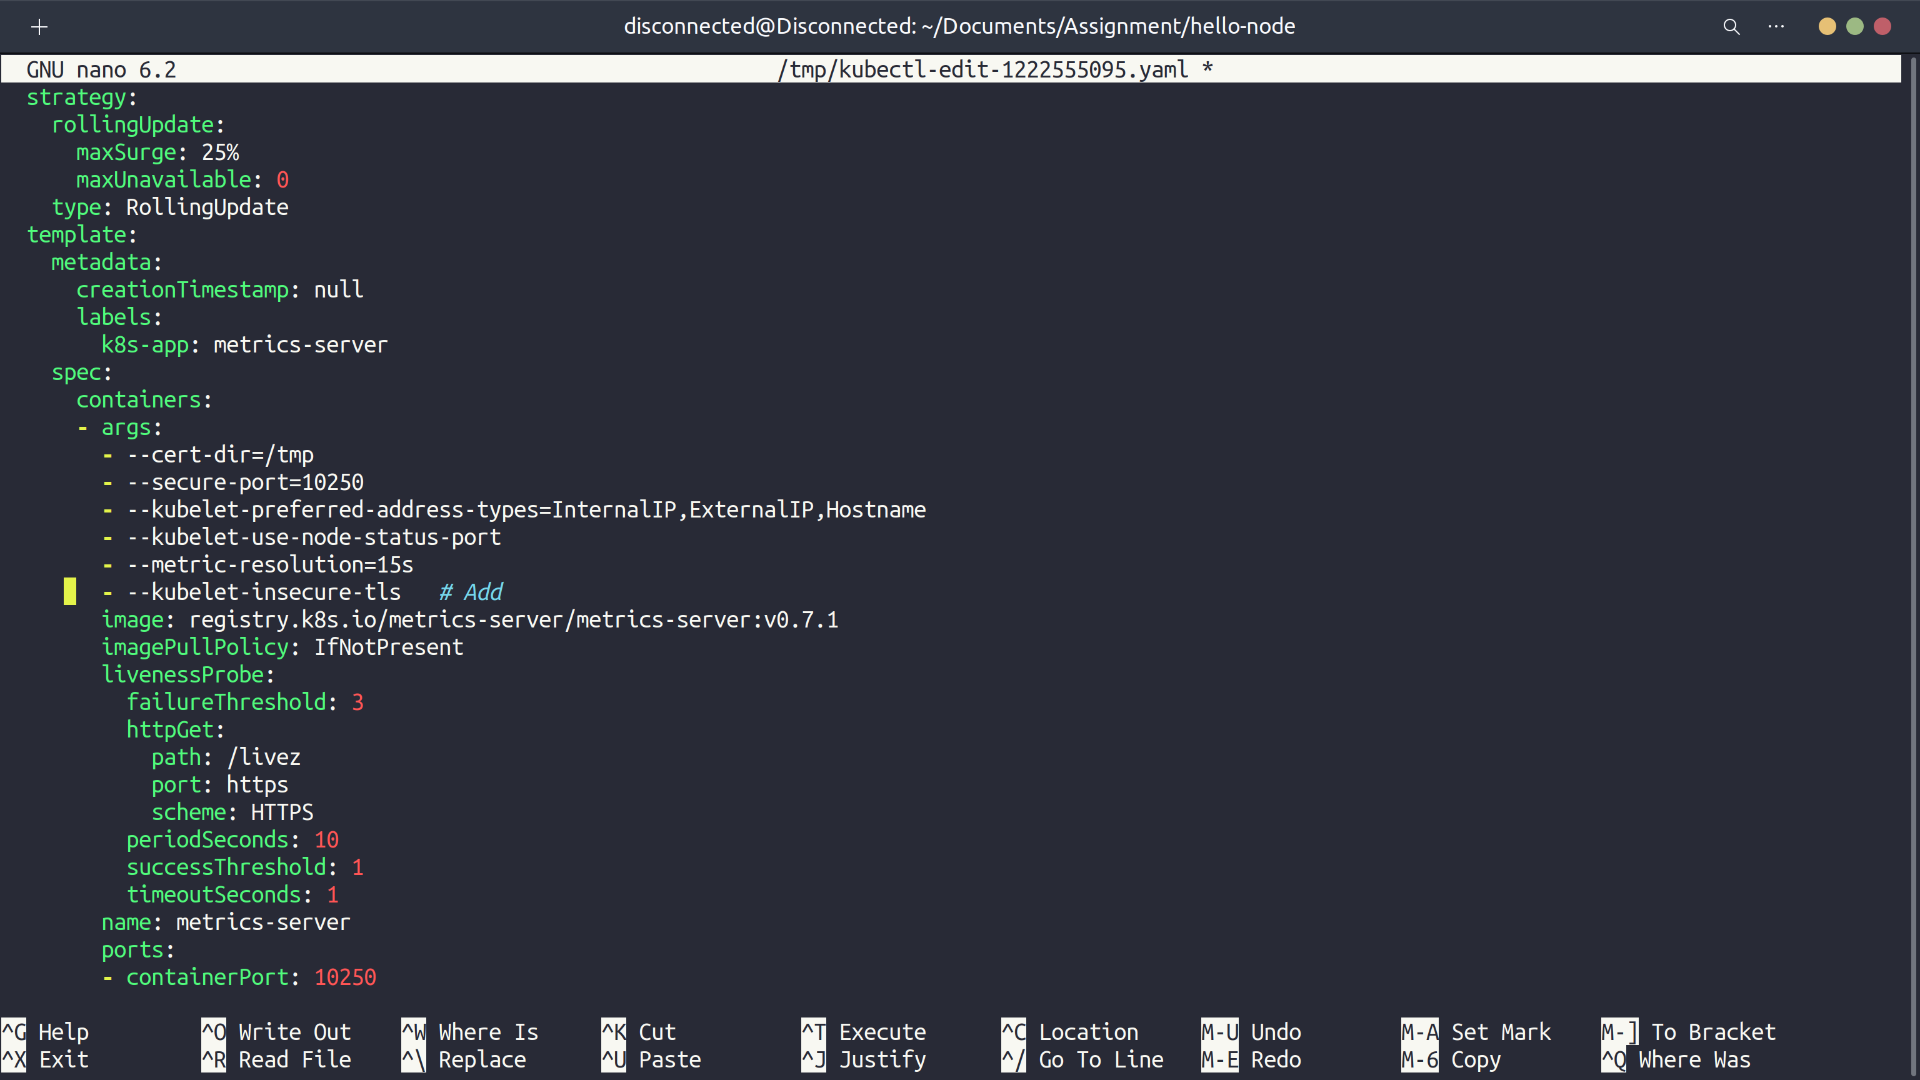 disconnected@Disconnected: ~/Documents/Assignment/hello-node
GNU nano 6.2 /tmp/kubectl-edit-1222555095.yaml *
strategy:
  rollingUpdate:
    maxSurge: 25%
    maxUnavailable: 0
  type: RollingUpdate
template:
  metadata:
    creationTimestamp: null
    labels:
      k8s-app: metrics-server
  spec:
    containers:
    - args:
      - --cert-dir=/tmp
      - --secure-port=10250
      - --kubelet-preferred-address-types=InternalIP,ExternalIP,Hostname
      - --kubelet-use-node-status-port
      - --metric-resolution=15s
      - --kubelet-insecure-tls   # Add
      image: registry.k8s.io/metrics-server/metrics-server:v0.7.1
      imagePullPolicy: IfNotPresent
      livenessProbe:
        failureThreshold: 3
        httpGet:
          path: /livez
          port: https
          scheme: HTTPS
        periodSeconds: 10
        successThreshold: 1
        timeoutSeconds: 1
      name: metrics-server
      ports:
      - containerPort: 10250
^G Help ^O Write Out ^W Where Is ^K Cut ^T Execute ^C Location M-U Undo M-A Set Mark M-] To Bracket
^X Exit ^R Read File ^\ Replace ^U Paste ^J Justify ^/ Go To Line M-E Redo M-6 Copy ^Q Where Was